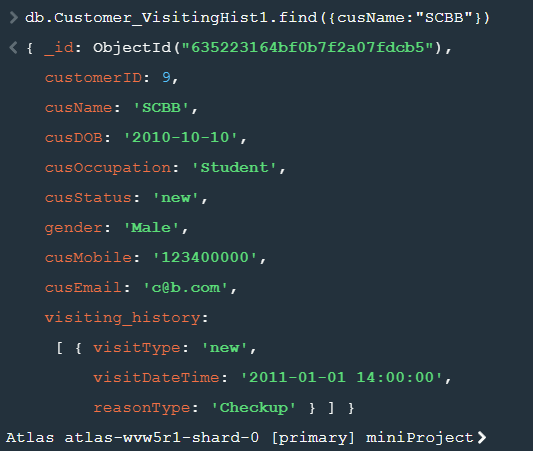 > db.Customer_VisitingHist1.find({cusName:"SCBB"})
< { _id: ObjectId("635223164bf0b7f2a07fdcb5"),
customerID: 9,
cusName: 'SCBB',
cusDOB: '2010-10-10',
cusOccupation: 'Student',
cusStatus: 'new',
gender: 'Male',
cusMobile: '123400000',
cusEmail: 'c@b.com',
visiting_history:
[ { visitType: 'new',
visitDateTime: '2011-01-01 14:00:00',
reasonType: 'Checkup' } ] }
Atlas atlas-wvw5r1-shard-0 [primary] miniProject>